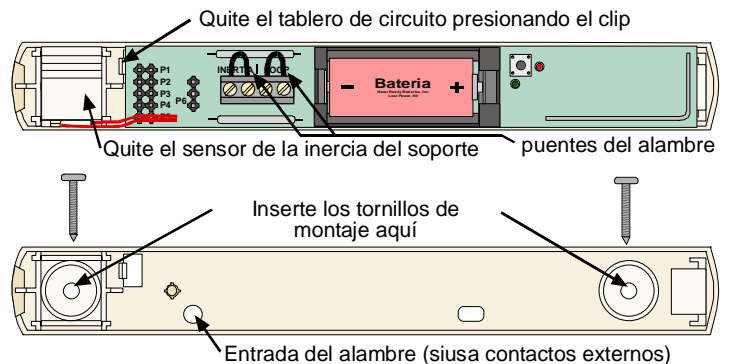 Quite el tablero de circuito presionando el clip
P1
INERTIA LOOP
P2
P3
P4
P6
Bateria
- +
Quite el sensor de la inercia del soporte
puentes del alambre
Inserte los tornillos de
montaje aquí
Entrada del alambre (siusa contactos externos)